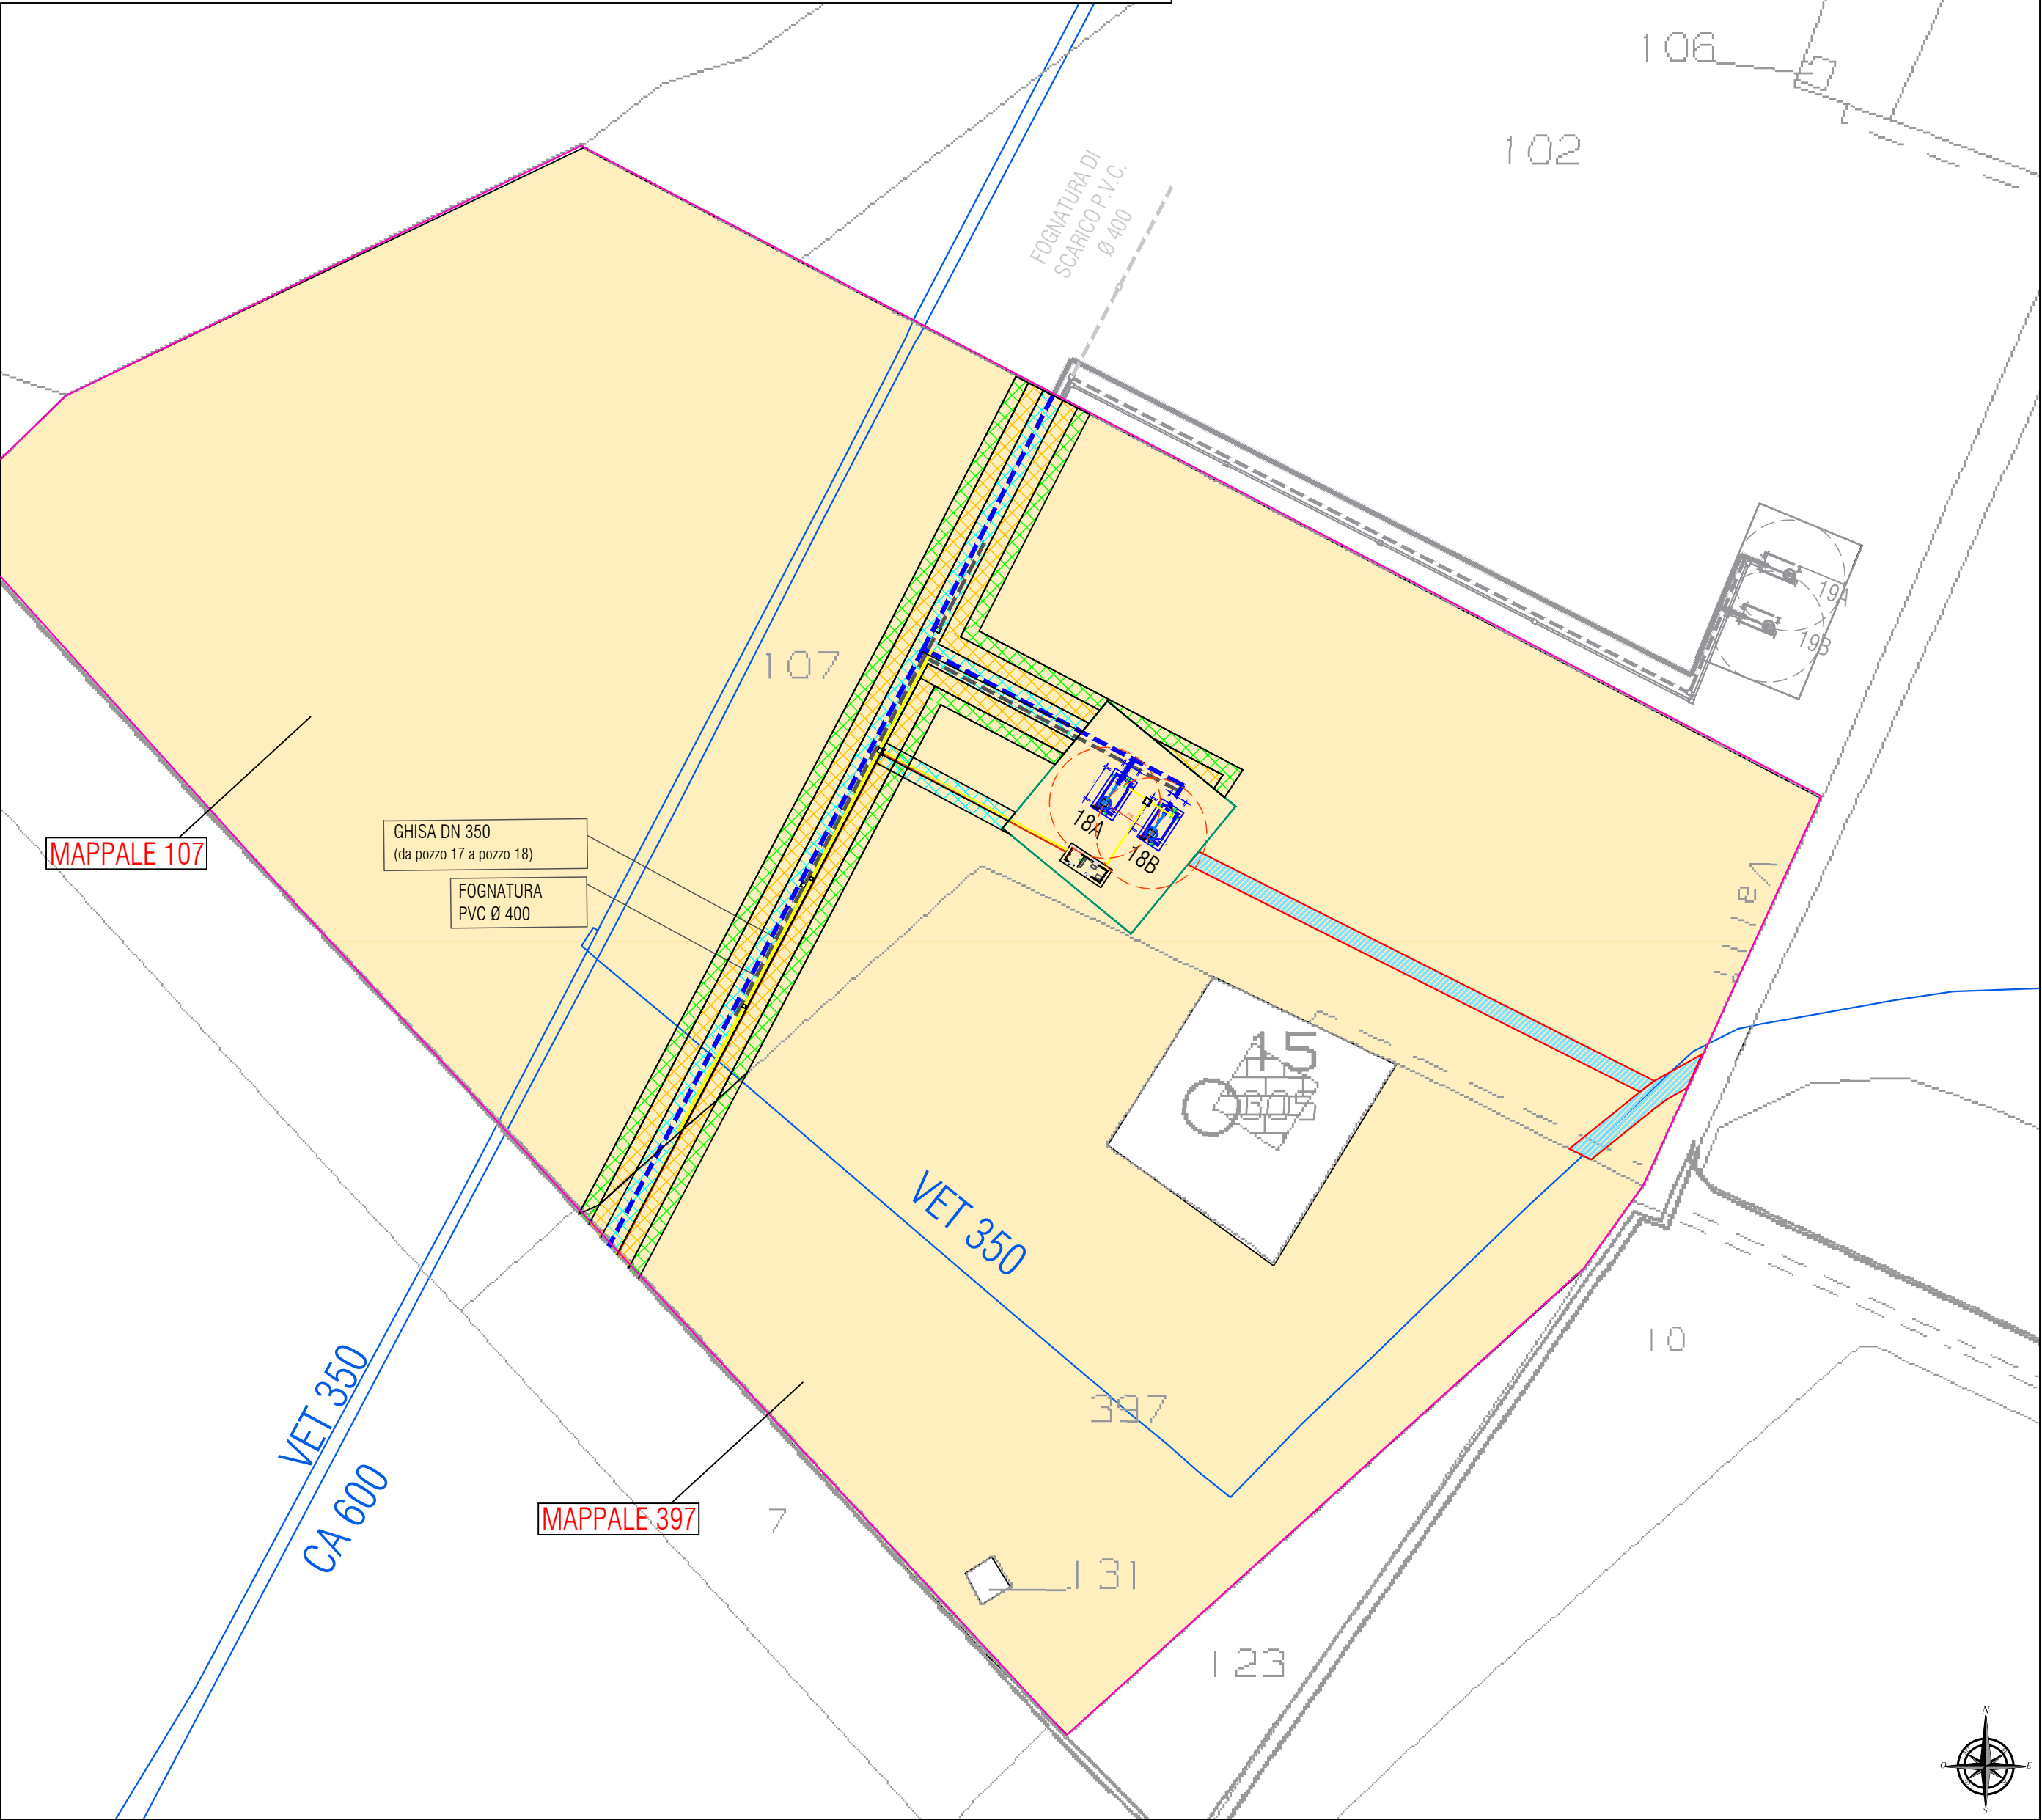 106
102
FOGNATURA DI
SCARICO P.V.C.
Ø 400
19A
19B
107
MAPPALE 107
GHISA DN 350
(da pozzo 17 a pozzo 18)
FOGNATURA
PVC Ø 400
18A
18B
15
VET 350
10
397
VET 350
CA 600
MAPPALE 397
7
131
123
N
O
E
S